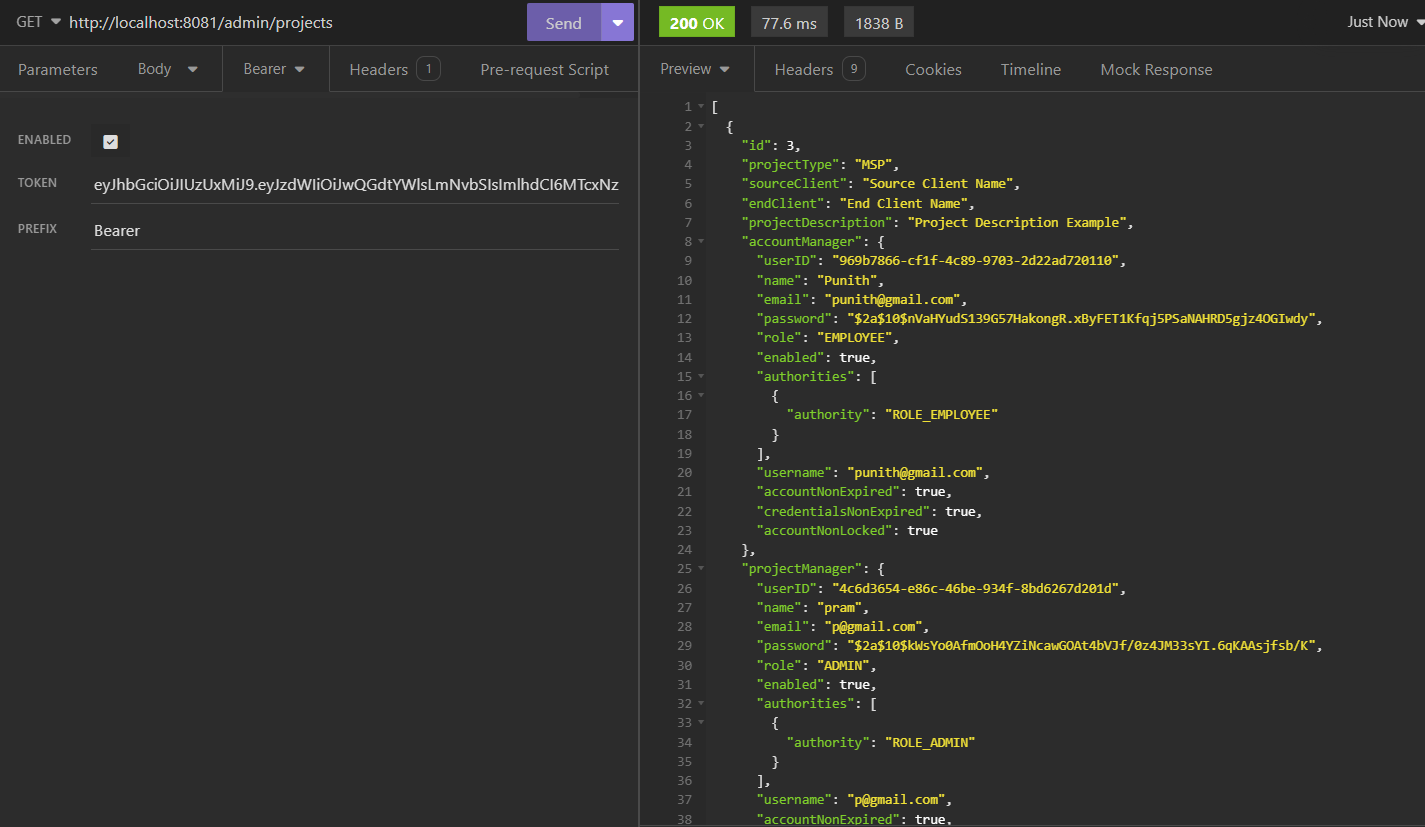 GET http://localhost:8081/admin/projects Send 200 OK 77.6 ms 1838 B Just Now
Parameters Body Bearer Headers 1 Pre-request Script Preview Headers 9 Cookies Timeline Mock Response
ENABLED
TOKEN eyJhbGciOiJIUzUxMiJ9.eyJzdWIiOiJwQGdtYWlsLmNvbSIsImlhdCI6MTcxNz
PREFIX Bearer
1 [
2 {
3 "id": 3,
4 "projectType": "MSP",
5 "sourceClient": "Source Client Name",
6 "endClient": "End Client Name",
7 "projectDescription": "Project Description Example",
8 "accountManager": {
9 "userID": "969b7866-cf1f-4c89-9703-2d22ad720110",
10 "name": "Punith",
11 "email": "punith@gmail.com",
12 "password": "$2a$10$nVaHYudS139G57HakongR.xByFET1Kfqj5PSaNAHRD5gjz4OGIwdy",
13 "role": "EMPLOYEE",
14 "enabled": true,
15 "authorities": [
16 {
17 "authority": "ROLE_EMPLOYEE"
18 }
19 ],
20 "username": "punith@gmail.com",
21 "accountNonExpired": true,
22 "credentialsNonExpired": true,
23 "accountNonLocked": true
24 },
25 "projectManager": {
26 "userID": "4c6d3654-e86c-46be-934f-8bd6267d201d",
27 "name": "pram",
28 "email": "p@gmail.com",
29 "password": "$2a$10$kWsYo0AfmOoH4YZiNcawGOAt4bVJf/0z4JM33sYI.6qKAAsjfsb/K",
30 "role": "ADMIN",
31 "enabled": true,
32 "authorities": [
33 {
34 "authority": "ROLE_ADMIN"
35 }
36 ],
37 "username": "p@gmail.com",
38 "accountNonExpired": true,